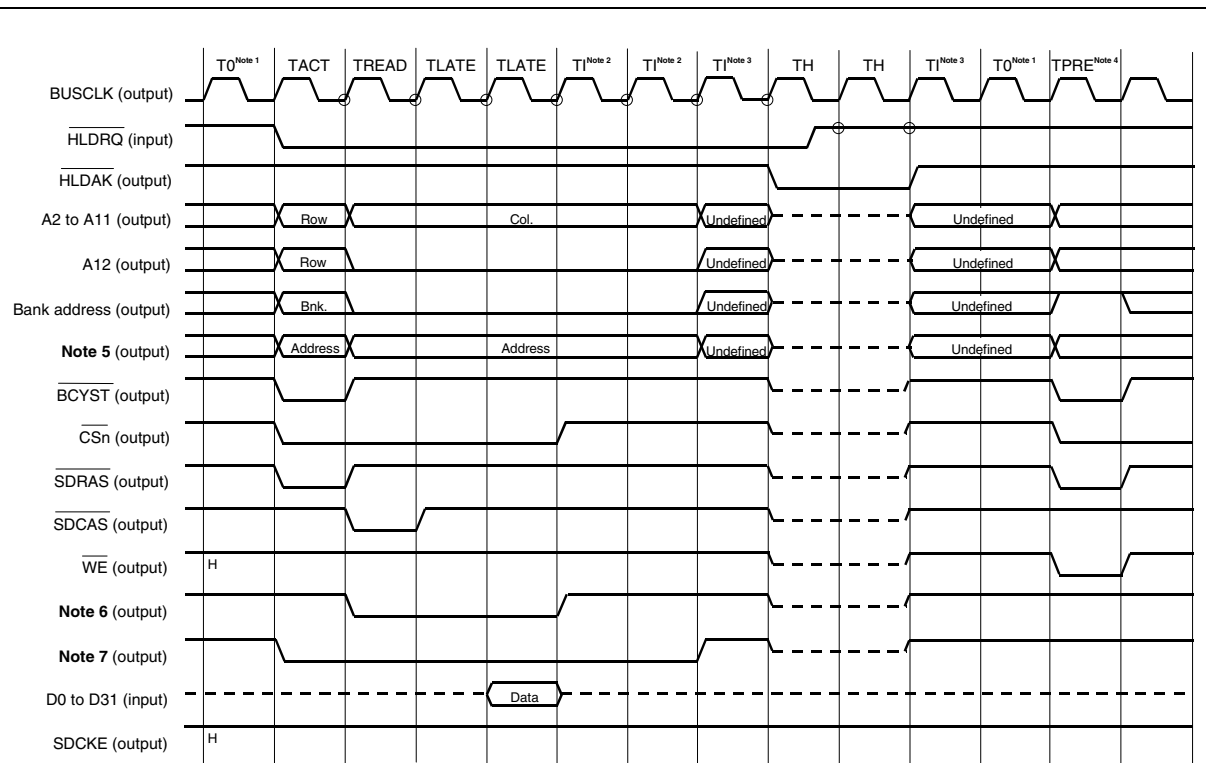 T0Note 1 TACT TREAD TLATE TLATE TINote 2 TINote 2 TINote 3 TH TH TINote 3 T0Note 1 TPRENote 4
BUSCLK (output)
HLDRQ (input)
HLDAK (output)
A2 to A11 (output) Row Col. Undefined Undefined
A12 (output) Row Undefined Undefined
Bank address (output) Bnk. Undefined Undefined
Note 5 (output) Address Address Undefined Undefined
BCYST (output)
CSn (output)
SDRAS (output)
SDCAS (output)
WE (output) H
Note 6 (output)
Note 7 (output)
D0 to D31 (input) Data
SDCKE (output) H